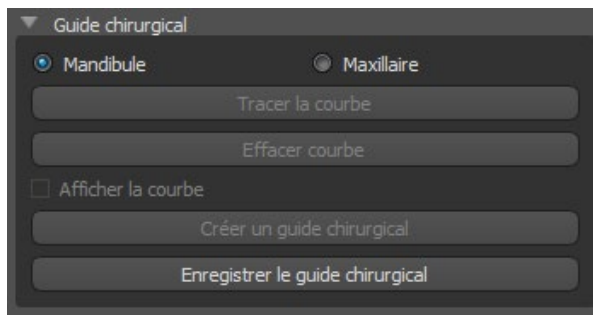 Guide chirurgical
Mandibule Maxillaire
Tracer la courbe
Effacer courbe
Afficher la courbe
Créer un guide chirurgical
Enregistrer le guide chirurgical